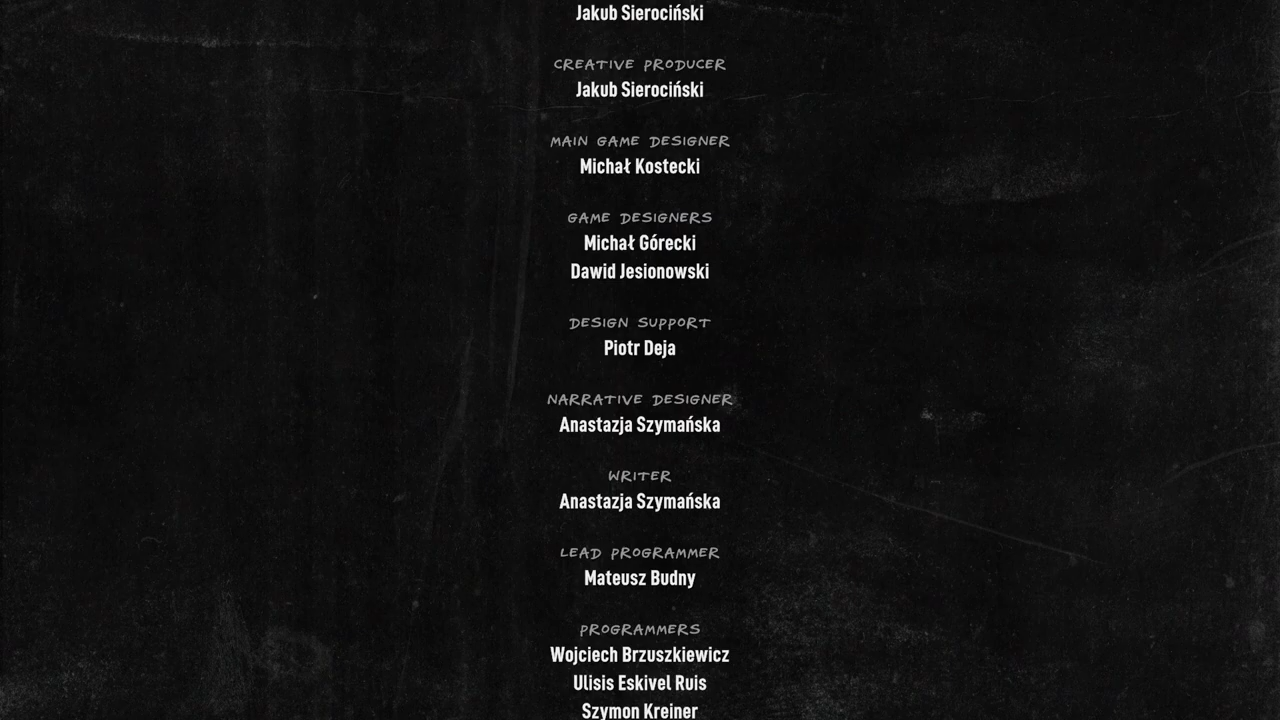 Jakub Sierociński
CREATIVE PRODUCER
Jakub Sierociński
MAIN GAME DESIGNER
Michał Kostecki
GAME DESIGNERS
Michał Górecki
Dawid Jesionowski
DESIGN SUPPORT
Piotr Deja
NARRATIVE DESIGNER
Anastazja Szymańska
WRITER
Anastazja Szymańska
LEAD PROGRAMMER
Mateusz Budny
PROGRAMMERS
Wojciech Brzuszkiewicz
Ulisis Eskivel Ruis
Szymon Kreiner